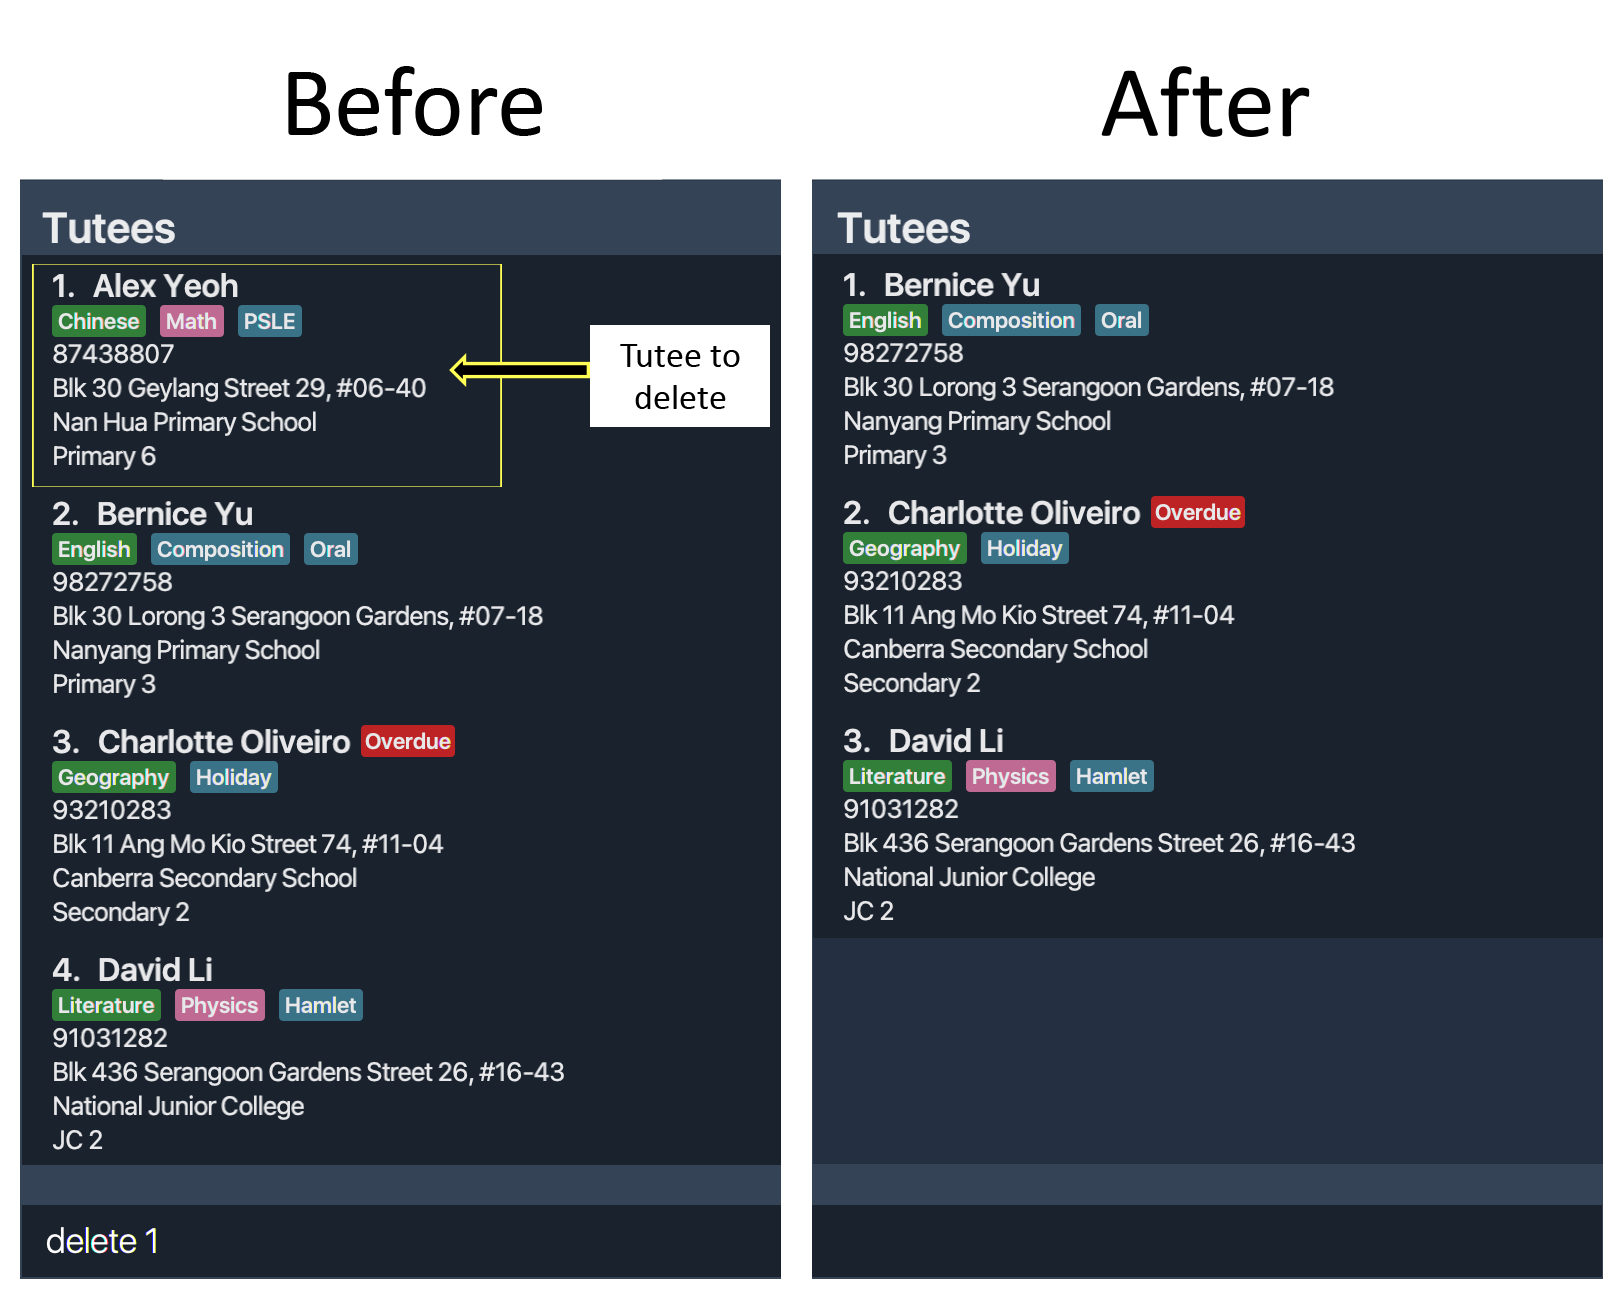 Before
Tutees
1. Alex Yeoh
Chinese Math PSLE
87438807
Blk 30 Geylang Street 29, #06-40
Nan Hua Primary School
Primary 6
Tutee to
delete
2. Bernice Yu
English Composition Oral
98272758
Blk 30 Lorong 3 Serangoon Gardens, #07-18
Nanyang Primary School
Primary 3
3. Charlotte Oliveiro Overdue
Geography Holiday
93210283
Blk 11 Ang Mo Kio Street 74, #11-04
Canberra Secondary School
Secondary 2
4. David Li
Literature Physics Hamlet
91031282
Blk 436 Serangoon Gardens Street 26, #16-43
National Junior College
JC 2
delete 1
After
Tutees
1. Bernice Yu
English Composition Oral
98272758
Blk 30 Lorong 3 Serangoon Gardens, #07-18
Nanyang Primary School
Primary 3
2. Charlotte Oliveiro Overdue
Geography Holiday
93210283
Blk 11 Ang Mo Kio Street 74, #11-04
Canberra Secondary School
Secondary 2
3. David Li
Literature Physics Hamlet
91031282
Blk 436 Serangoon Gardens Street 26, #16-43
National Junior College
JC 2